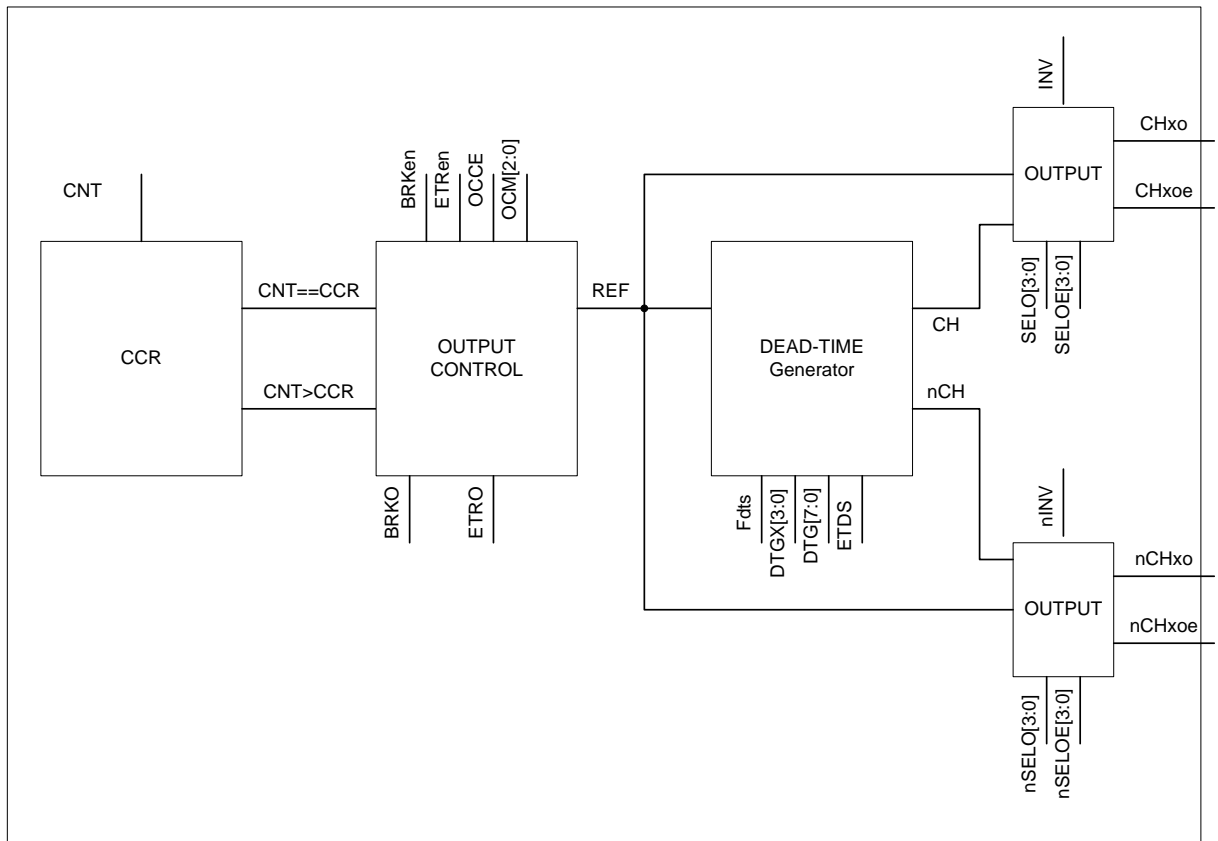 CNT
CCR
CNT==CCR
CNT>CCR
BRKen
ETRen
OCCE
OCM[2:0]
OUTPUT
CONTROL
BRKO
ETRO
REF
DEAD-TIME
Generator
Fdts
DTGX[3:0]
DTG[7:0]
ETDS
CH
nCH
INV
OUTPUT
CHxo
CHxoe
SELO[3:0]
SELOE[3:0]
nINV
OUTPUT
nCHxo
nCHxoe
nSELO[3:0]
nSELOE[3:0]